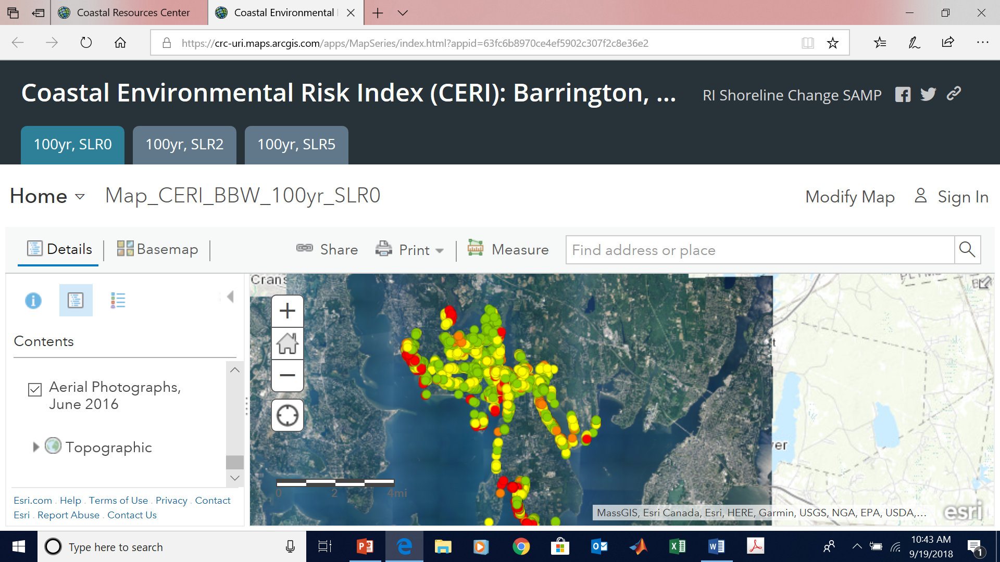 Coastal Resources Center
Coastal Environmental
https://crc-uri.maps.arcgis.com/apps/MapSeries/index.html?appid=63fc6b8970ce4ef5902c307f2c8e36e2
Coastal Environmental Risk Index (CERI): Barrington, ...
RI Shoreline Change SAMP
100yr, SLR0
100yr, SLR2
100yr, SLR5
Home
Map_CERI_BBW_100yr_SLR0
Modify Map
Sign In
Details
Basemap
Share
Print
Measure
Find address or place
Contents
Aerial Photographs,
June 2016
Topographic
Esri.com . Help . Terms of Use . Privacy . Contact
Esri . Report Abuse . Contact Us
Crans
t
ver
0 2 4mi
MassGIS, Esri Canada, Esri, HERE, Garmin, USGS, NGA, EPA, USDA,...
esri
Type here to search
10:43 AM
9/19/2018
1